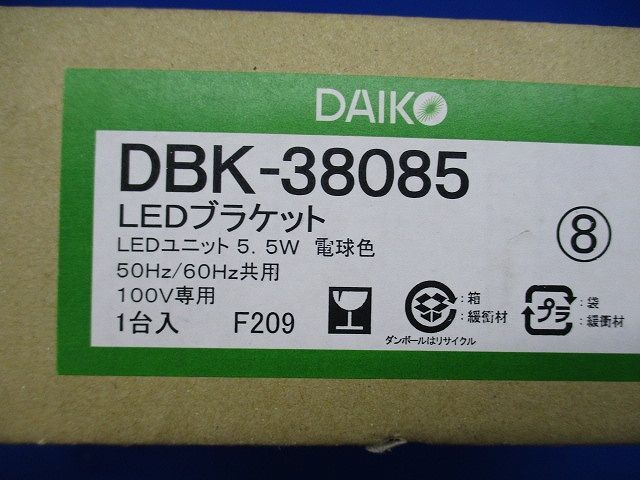 DAIKO
DBK-38085
LEDブラケット
LEDユニット5.5W 電球色
50Hz/60Hz共用
100V専用
1台入 F209
⑧
:箱
:緩衝材
ダンボールはリサイクル
プラ
:袋
:緩衝材